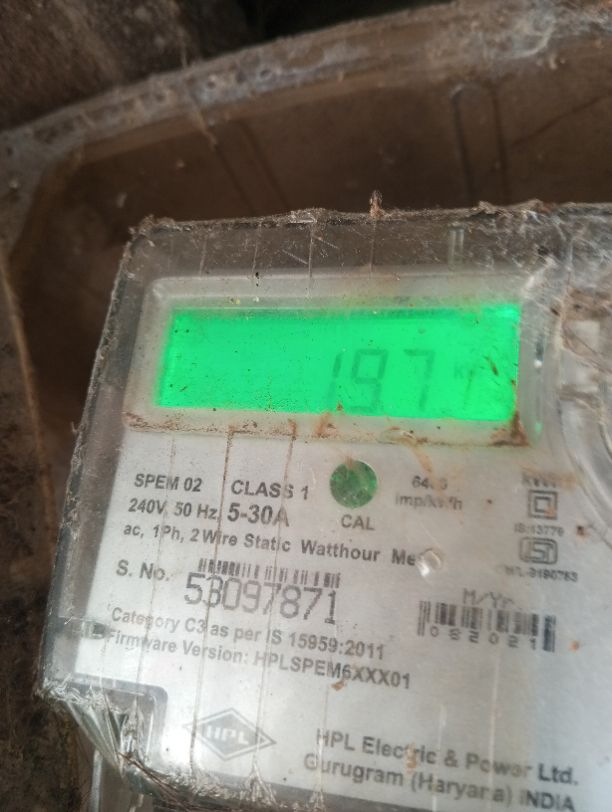 197
SPEM 02 CLASS 1
240V, 50 Hz, 5-30A
CAL
imp/kWh
kWh
IS:13779
ac, 1Ph, 2 Wire Static Watthour
S. No. 53097871
M/Yr
082021
Category C3 as per IS 15959:2011
Firmware Version: HPLSPEM6XXX01
HPL
HPL Electric & Power Ltd.
Gurugram (Haryana) INDIA